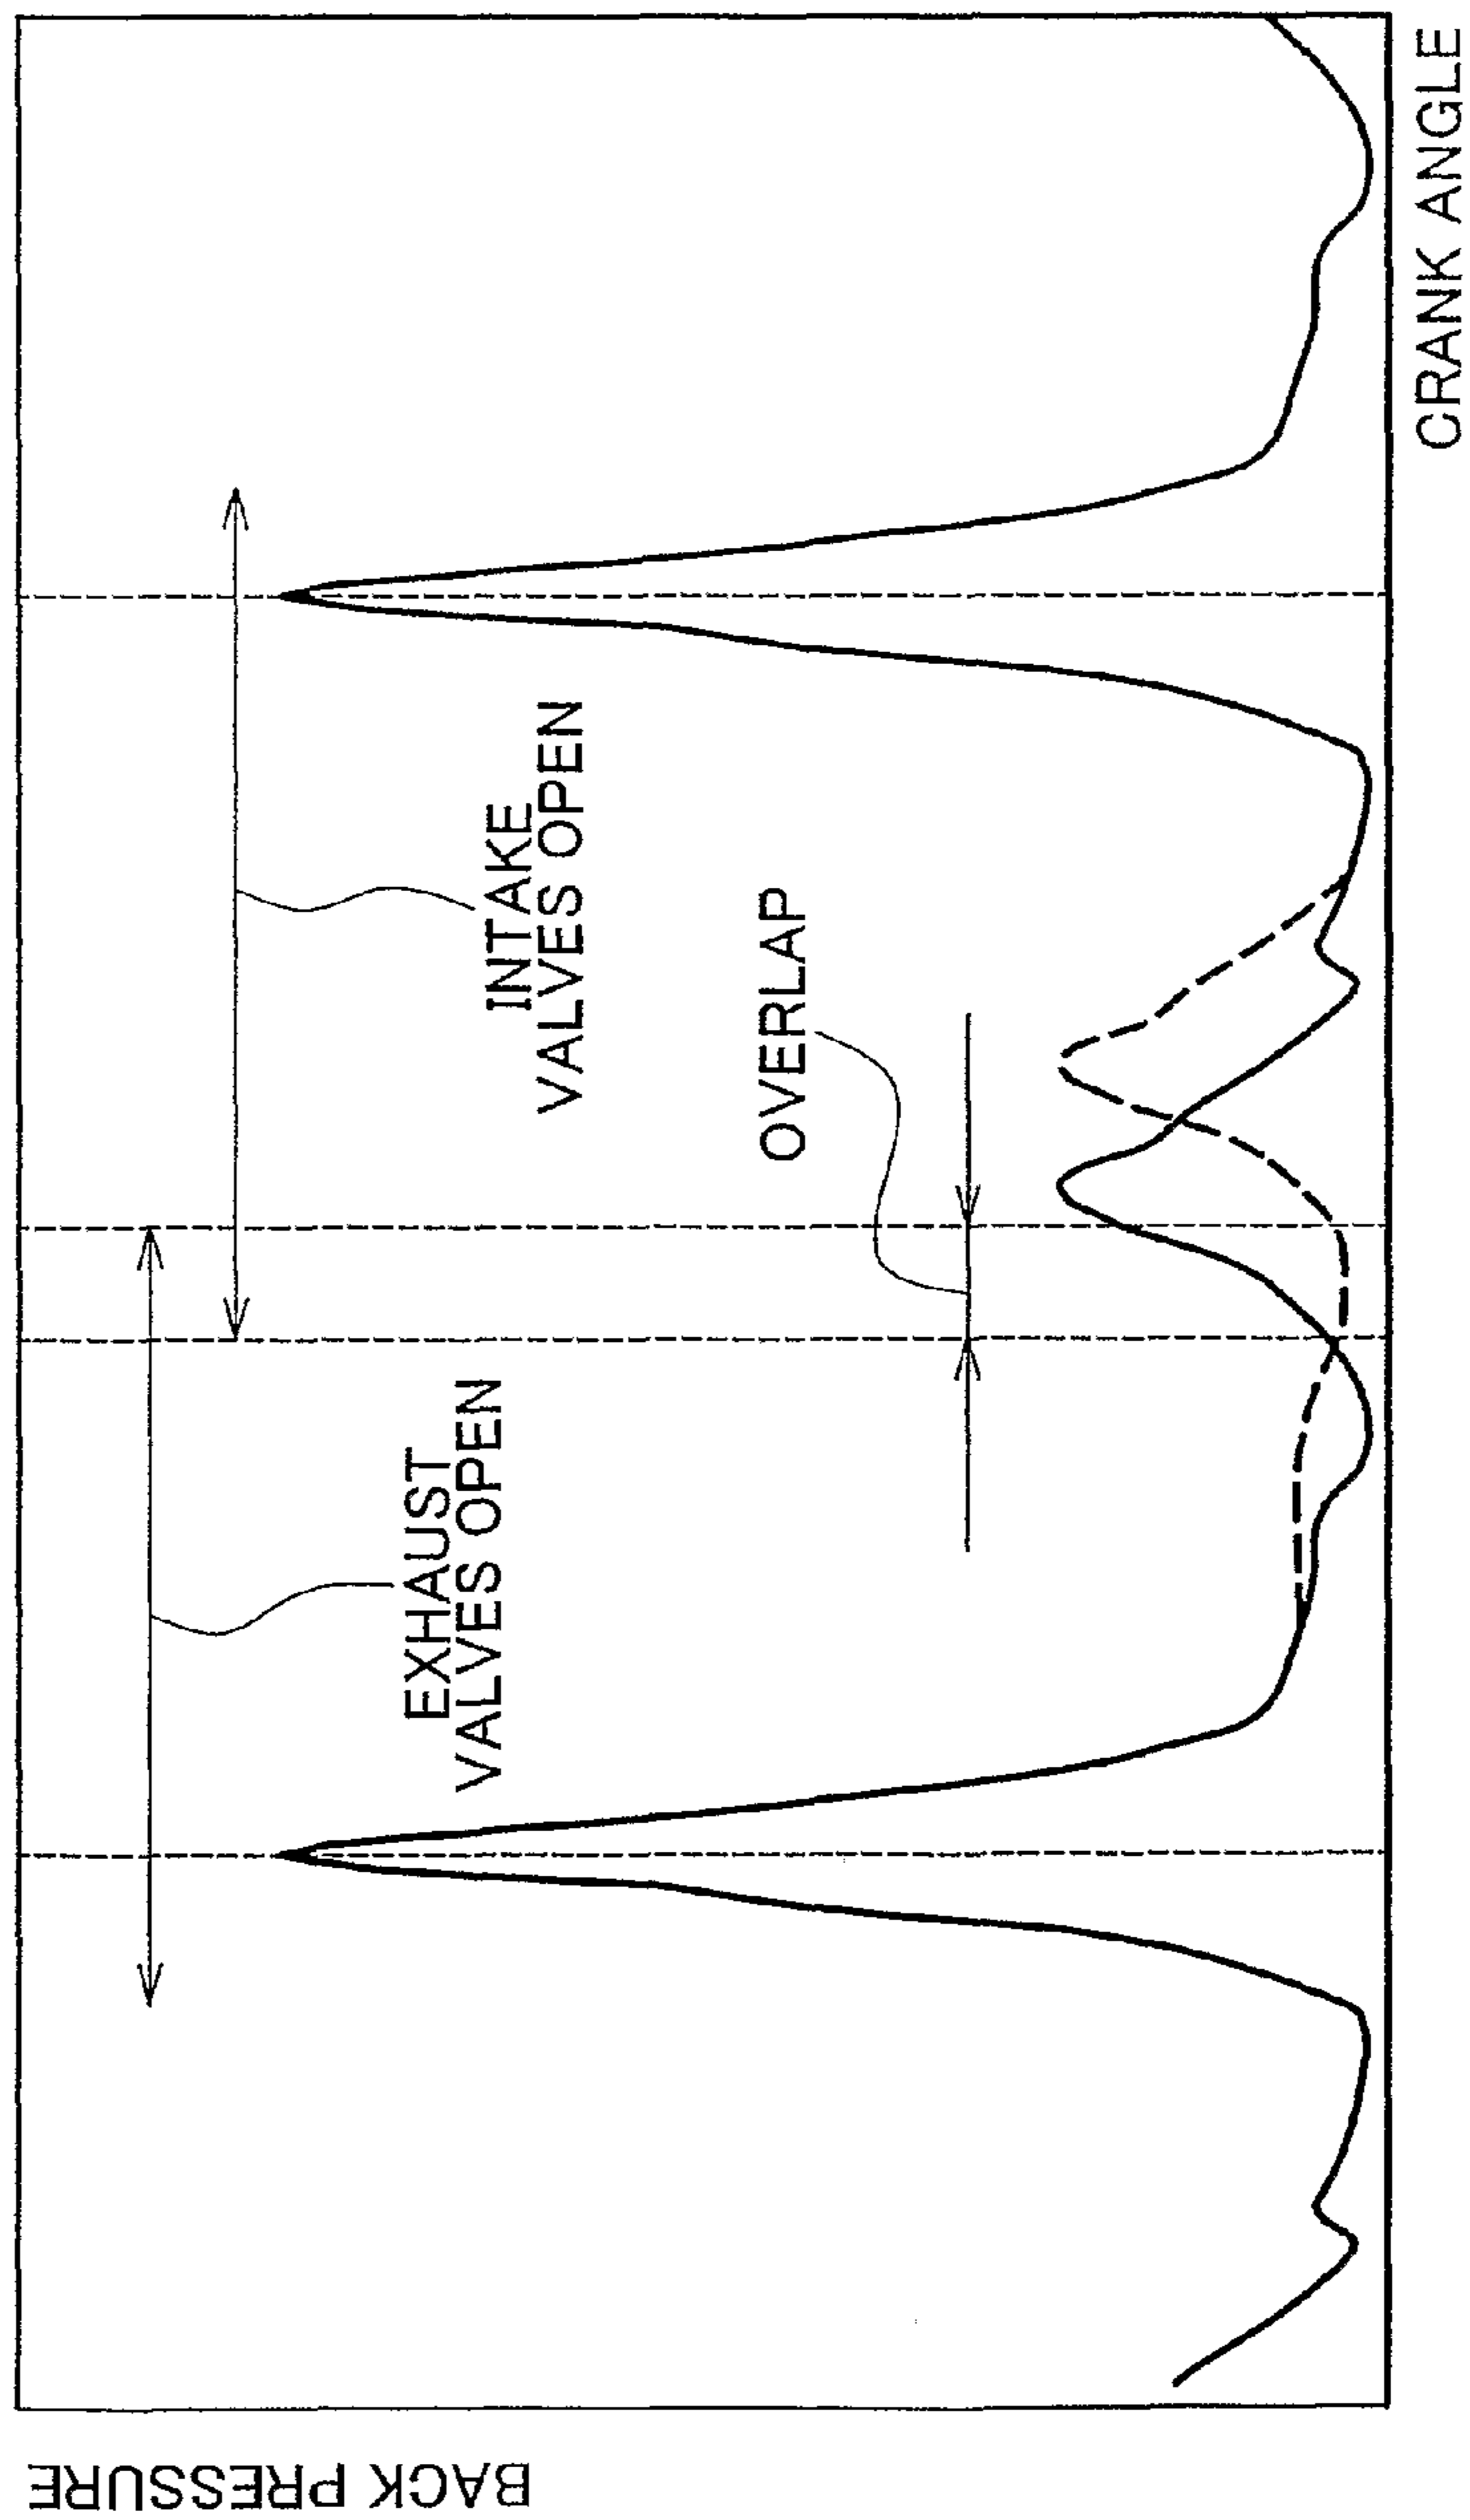 BACK PRESSURE
EXHAUST
VALVES OPEN
INTAKE
VALVES OPEN
OVERLAP
CRANK ANGLE